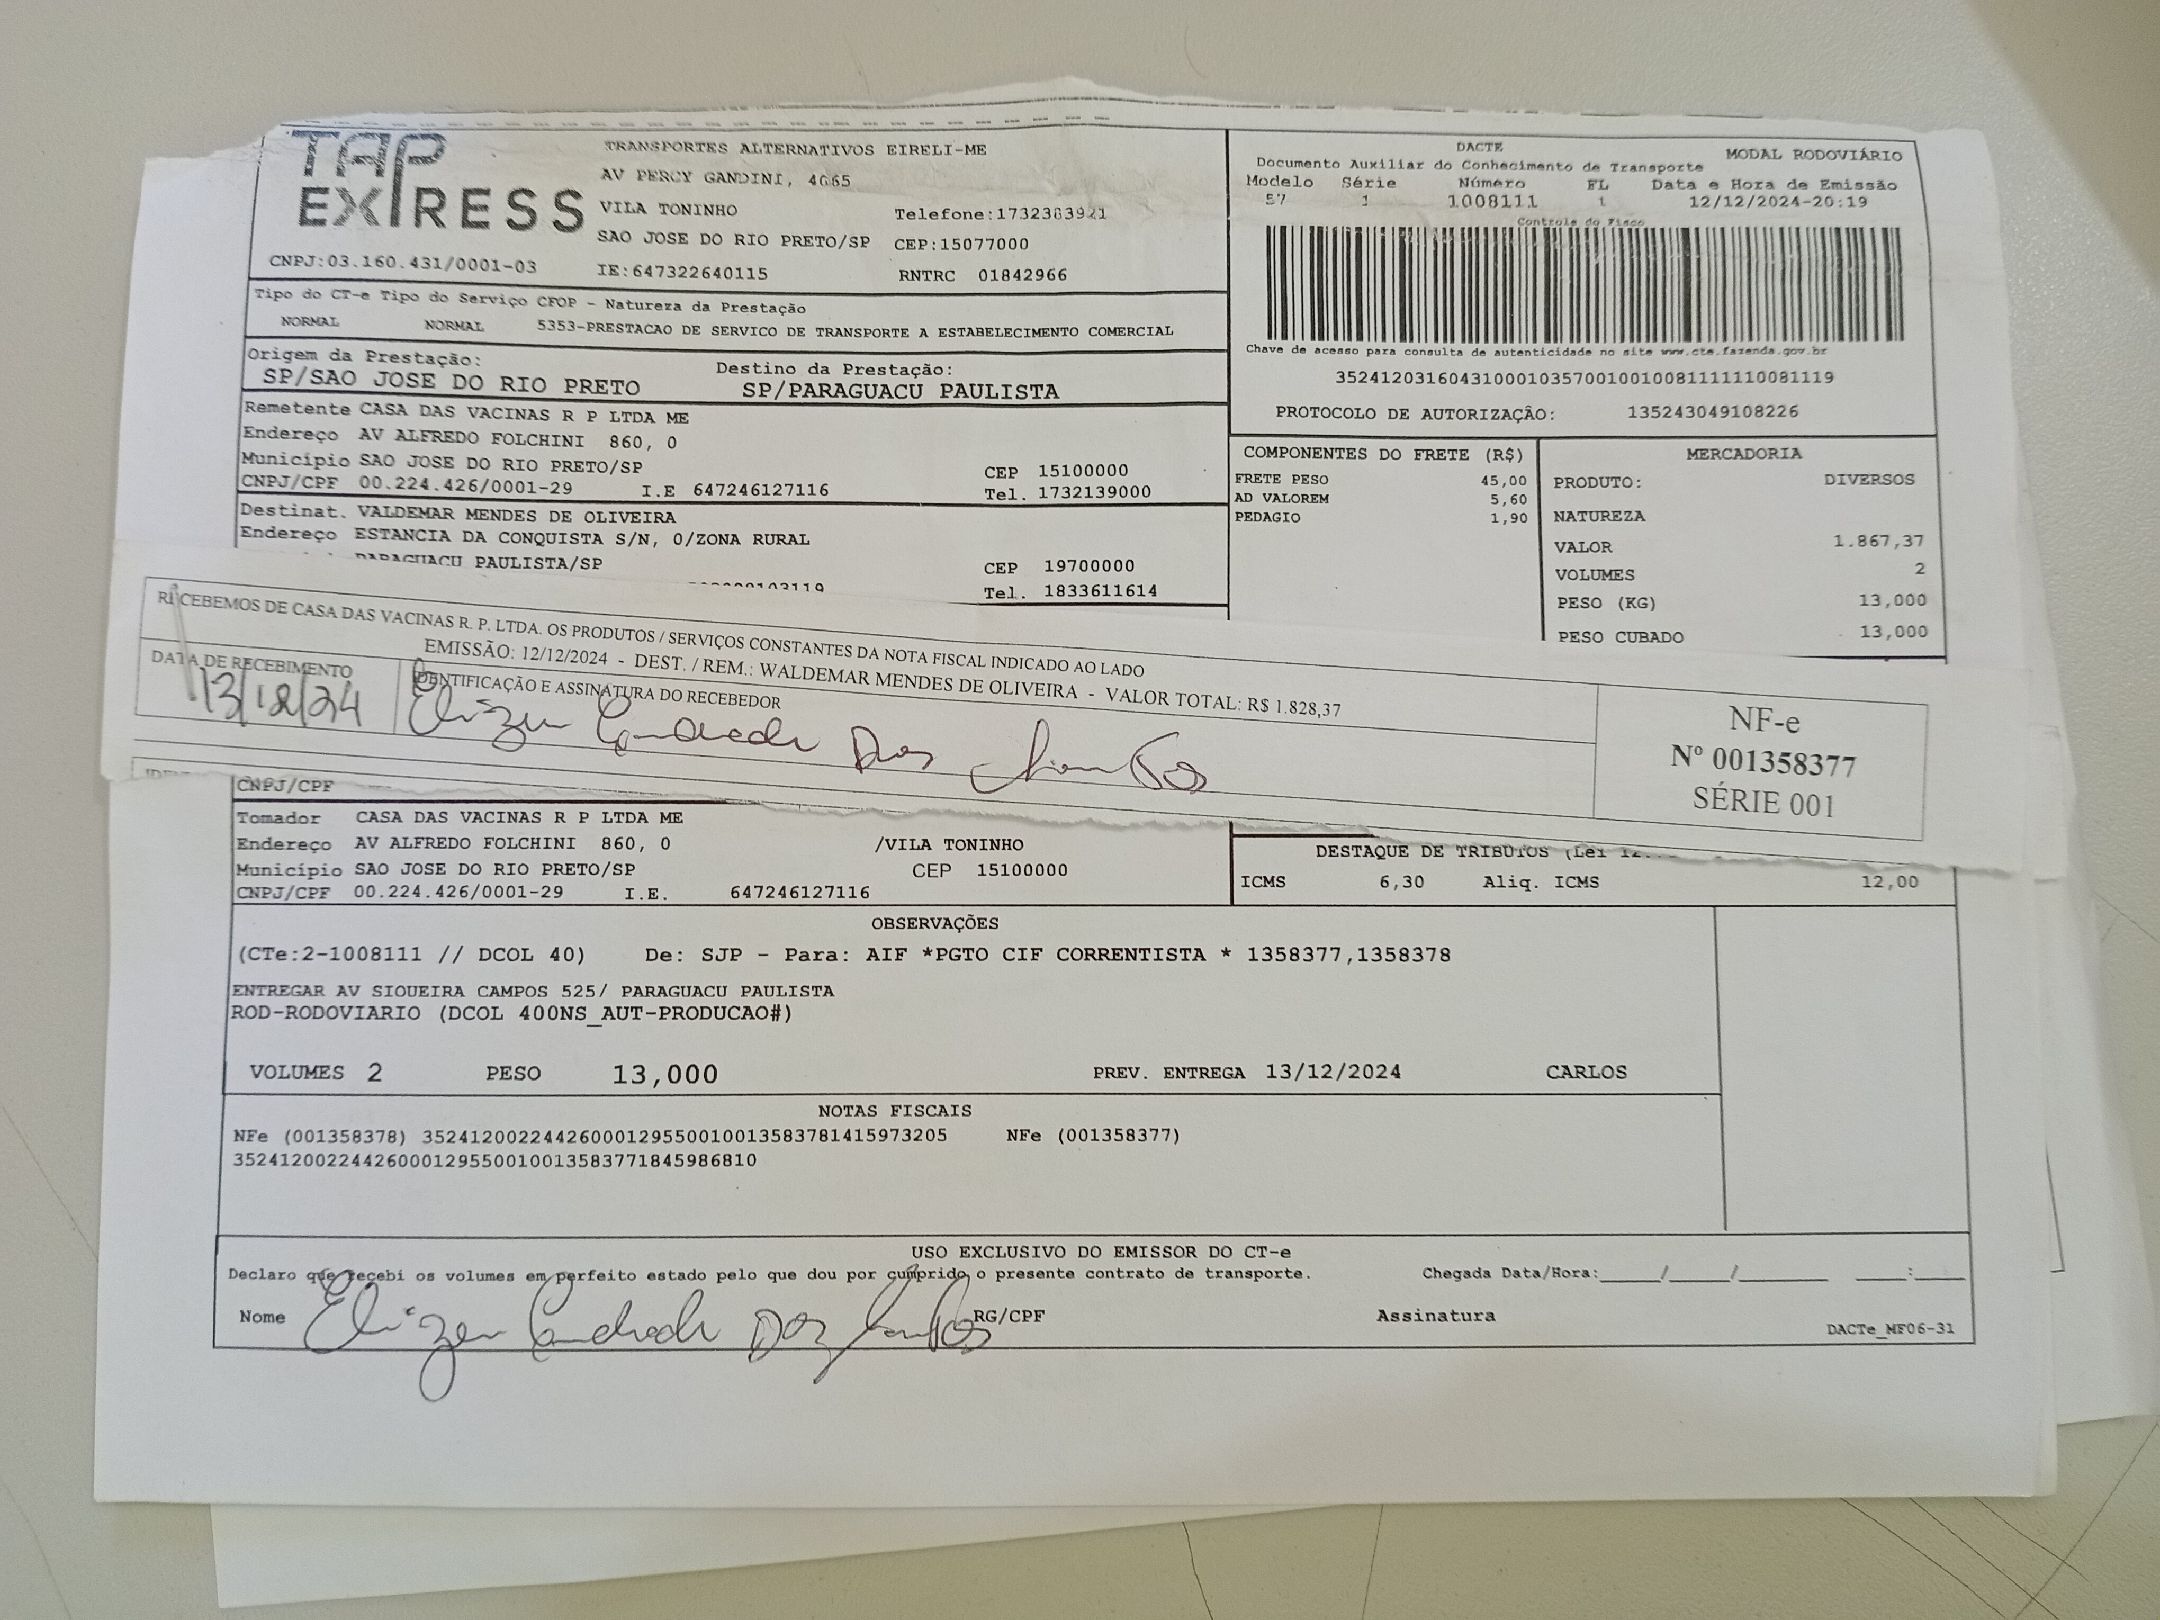 TAP EXPRESS
TRANSPORTES ALTERNATIVOS EIRELI-ME
AV PERCY GANDINI, 4665
VILA TONINHO Telefone:1732383921
SAO JOSE DO RIO PRETO/SP CEP:15077000
CNPJ:03.160.431/0001-03 IE:647322640115 RNTRC 01842966
DACTE
Documento Auxiliar do Conhecimento de Transporte MODAL RODOVIÁRIO
Modelo Série Número FL Data e Hora de Emissão
57 1 1008111 1 12/12/2024-20:19
Controle do Fisco
Chave de acesso para consulta de autenticidade no site www.cte.fazenda.gov.br
35241203160431000103570010010081111110081119
PROTOCOLO DE AUTORIZAÇÃO: 135243049108226
Tipo do CT-e Tipo do Serviço CFOP - Natureza da Prestação
NORMAL NORMAL 5353-PRESTACAO DE SERVICO DE TRANSPORTE A ESTABELECIMENTO COMERCIAL
Origem da Prestação: Destino da Prestação:
SP/SAO JOSE DO RIO PRETO SP/PARAGUACU PAULISTA
Remetente CASA DAS VACINAS R P LTDA ME
Endereço AV ALFREDO FOLCHINI 860, 0
Município SAO JOSE DO RIO PRETO/SP CEP 15100000
CNPJ/CPF 00.224.426/0001-29 I.E 647246127116 Tel. 1732139000
Destinat. VALDEMAR MENDES DE OLIVEIRA
Endereço ESTANCIA DA CONQUISTA S/N, 0/ZONA RURAL
PARAGUACU PAULISTA/SP CEP 19700000
Tel. 1833611614
COMPONENTES DO FRETE (R$)
FRETE PESO 45,00
AD VALOREM 5,60
PEDAGIO 1,90
MERCADORIA
PRODUTO: DIVERSOS
NATUREZA
VALOR 1.867,37
VOLUMES 2
PESO (KG) 13,000
PESO CUBADO 13,000
RECEBEMOS DE CASA DAS VACINAS R. P. LTDA. OS PRODUTOS / SERVIÇOS CONSTANTES DA NOTA FISCAL INDICADO AO LADO
EMISSÃO: 12/12/2024 - DEST. / REM.: WALDEMAR MENDES DE OLIVEIRA - VALOR TOTAL: R$ 1.828,37
DATA DE RECEBIMENTO IDENTIFICAÇÃO E ASSINATURA DO RECEBEDOR
13/12/24
Dos Santos
NF-e
Nº 001358377
SÉRIE 001
CNPJ/CPF
Tomador CASA DAS VACINAS R P LTDA ME
Endereço AV ALFREDO FOLCHINI 860, 0 /VILA TONINHO
Município SAO JOSE DO RIO PRETO/SP CEP 15100000
CNPJ/CPF 00.224.426/0001-29 I.E. 647246127116
DESTAQUE DE TRIBUTOS (Lei
ICMS 6,30 Aliq. ICMS 12,00
OBSERVAÇÕES
(CTe:2-1008111 // DCOL 40) De: SJP - Para: AIF *PGTO CIF CORRENTISTA * 1358377,1358378
ENTREGAR AV SIQUEIRA CAMPOS 525/ PARAGUACU PAULISTA
ROD-RODOVIARIO (DCOL 400NS_AUT-PRODUCAO#)
VOLUMES 2 PESO 13,000 PREV. ENTREGA 13/12/2024 CARLOS
NOTAS FISCAIS
NFe (001358378) 35241200224426000129550010013583781415973205 NFe (001358377)
35241200224426000129550010013583771845986810
USO EXCLUSIVO DO EMISSOR DO CT-e
Declaro que recebi os volumes em perfeito estado pelo que dou por cumprido o presente contrato de transporte. Chegada Data/Hora:____/____/____ ___:___
Nome Dos Santos RG/CPF Assinatura
DACTe_MF06-31